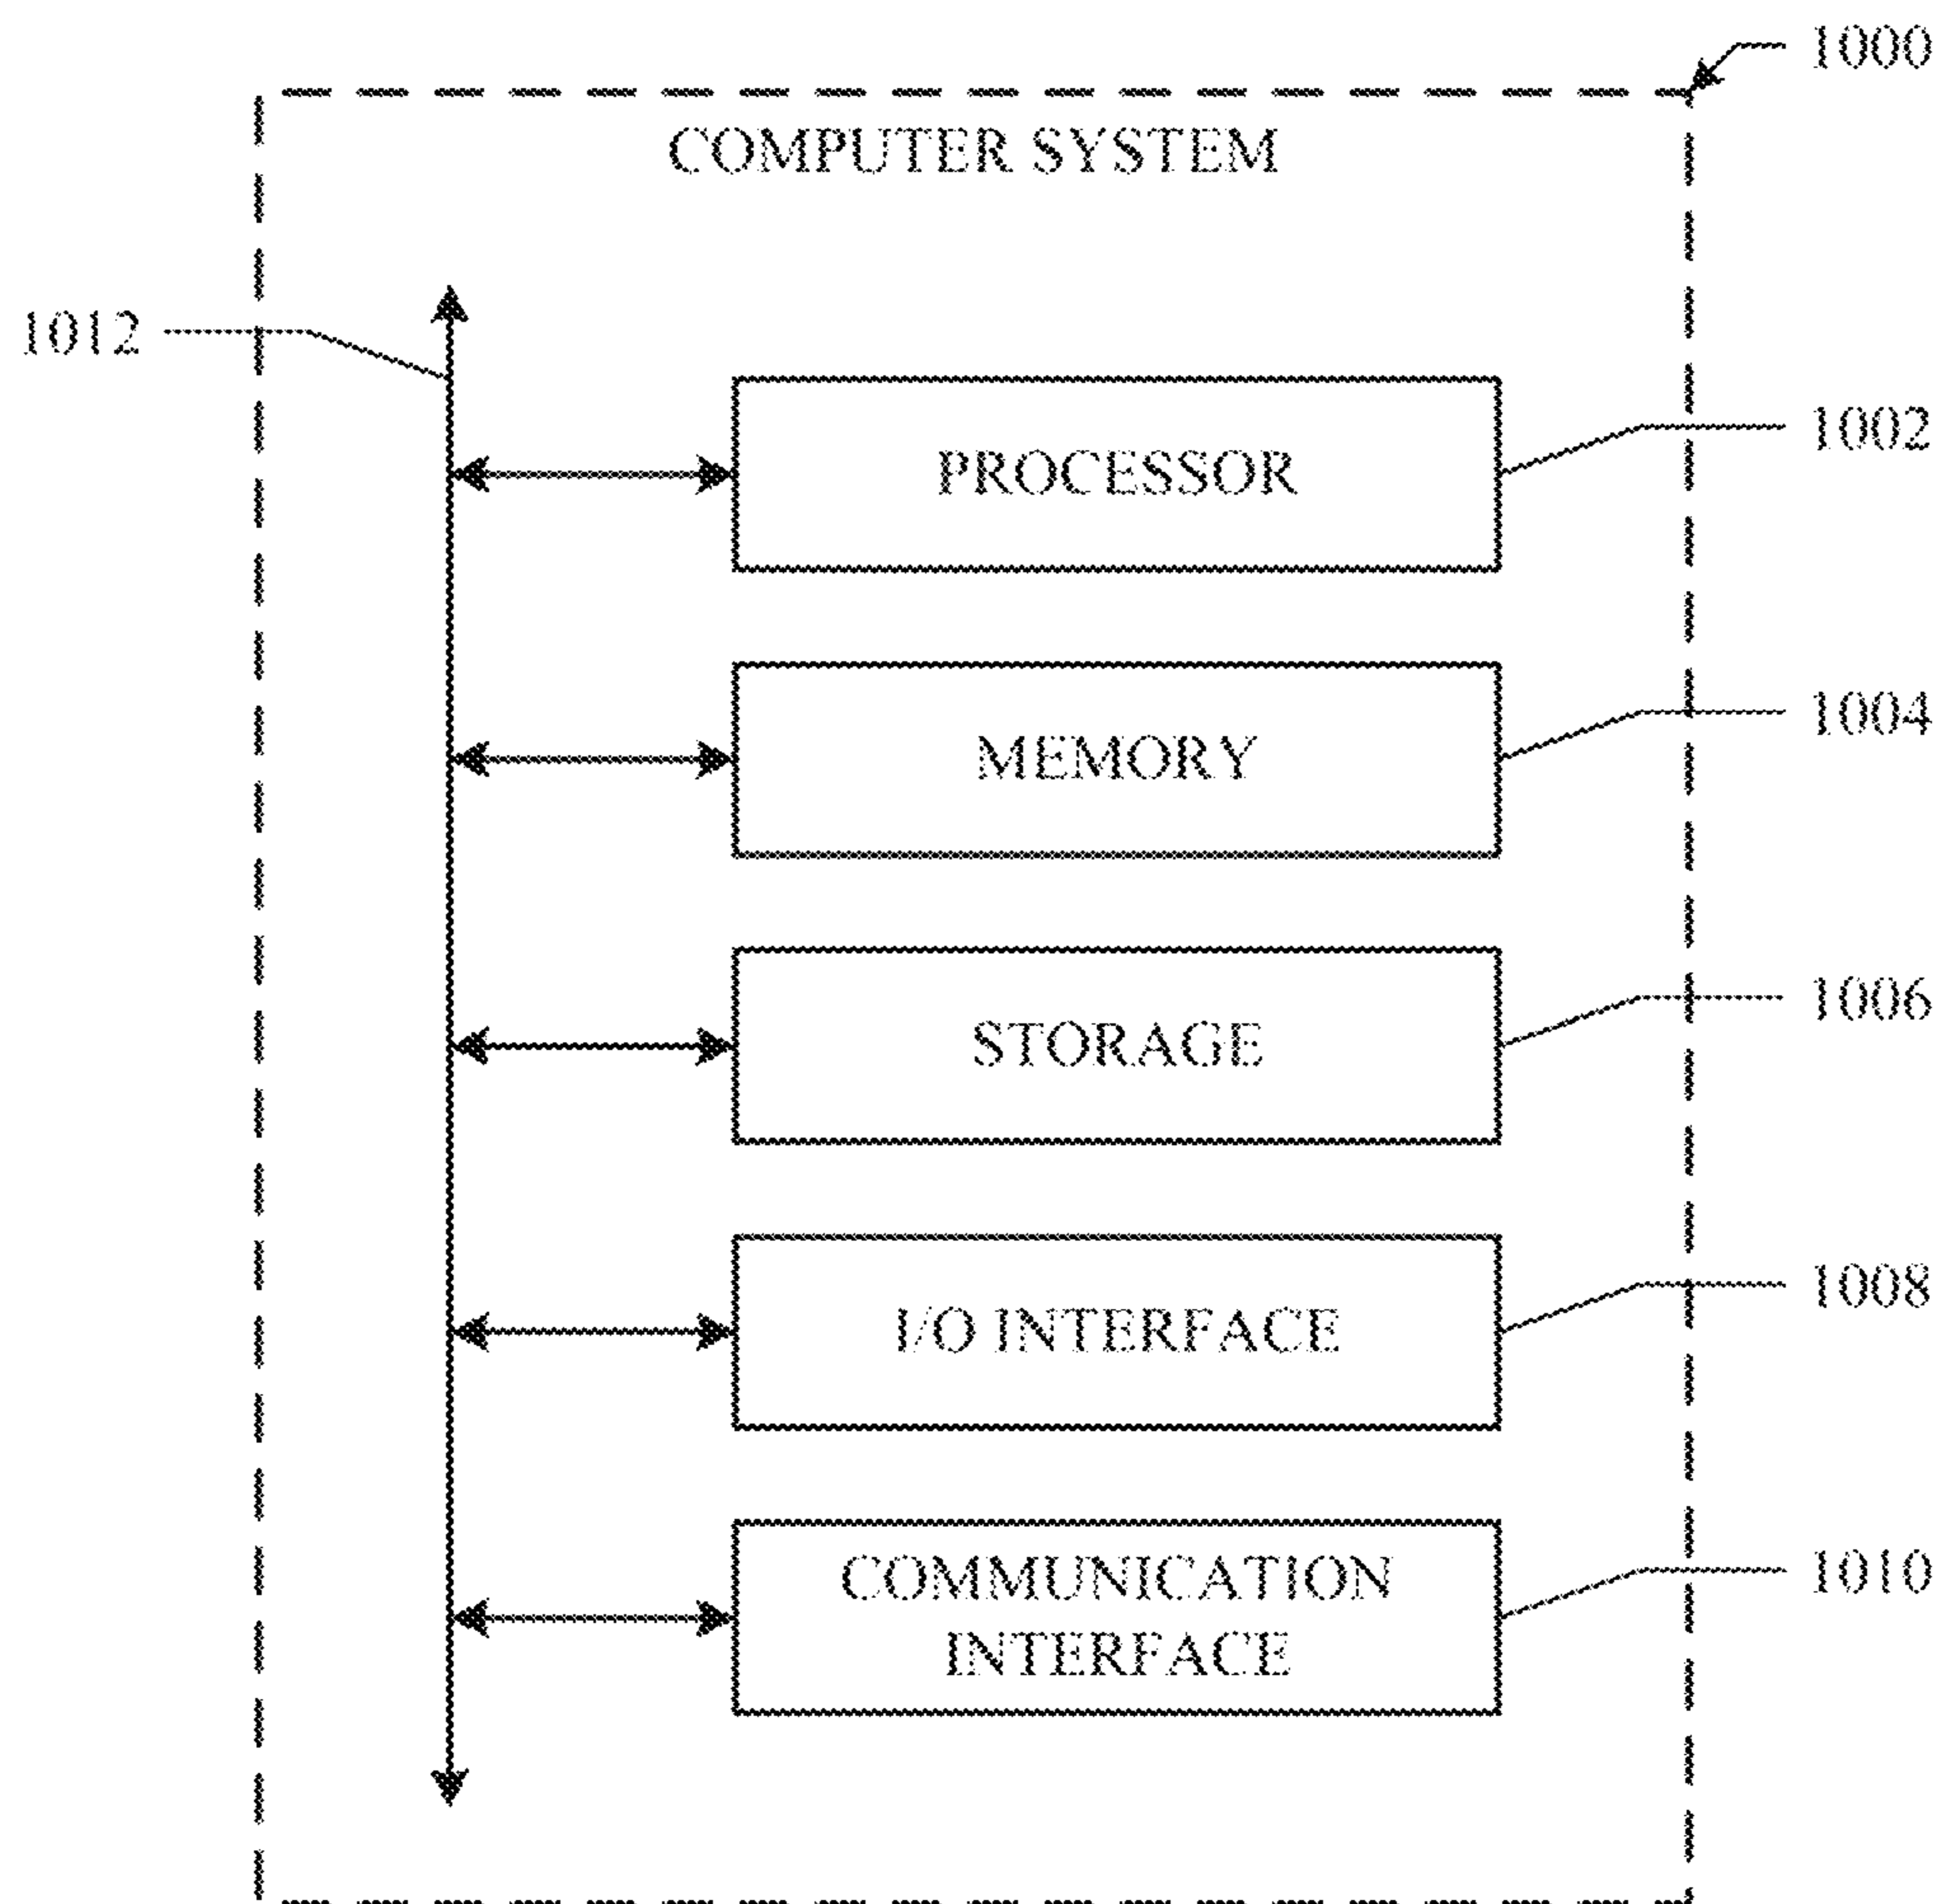 1000
COMPUTER SYSTEM
1012
PROCESSOR
1002
MEMORY
1004
STORAGE
1006
I/O INTERFACE
1008
COMMUNICATION
INTERFACE
1010